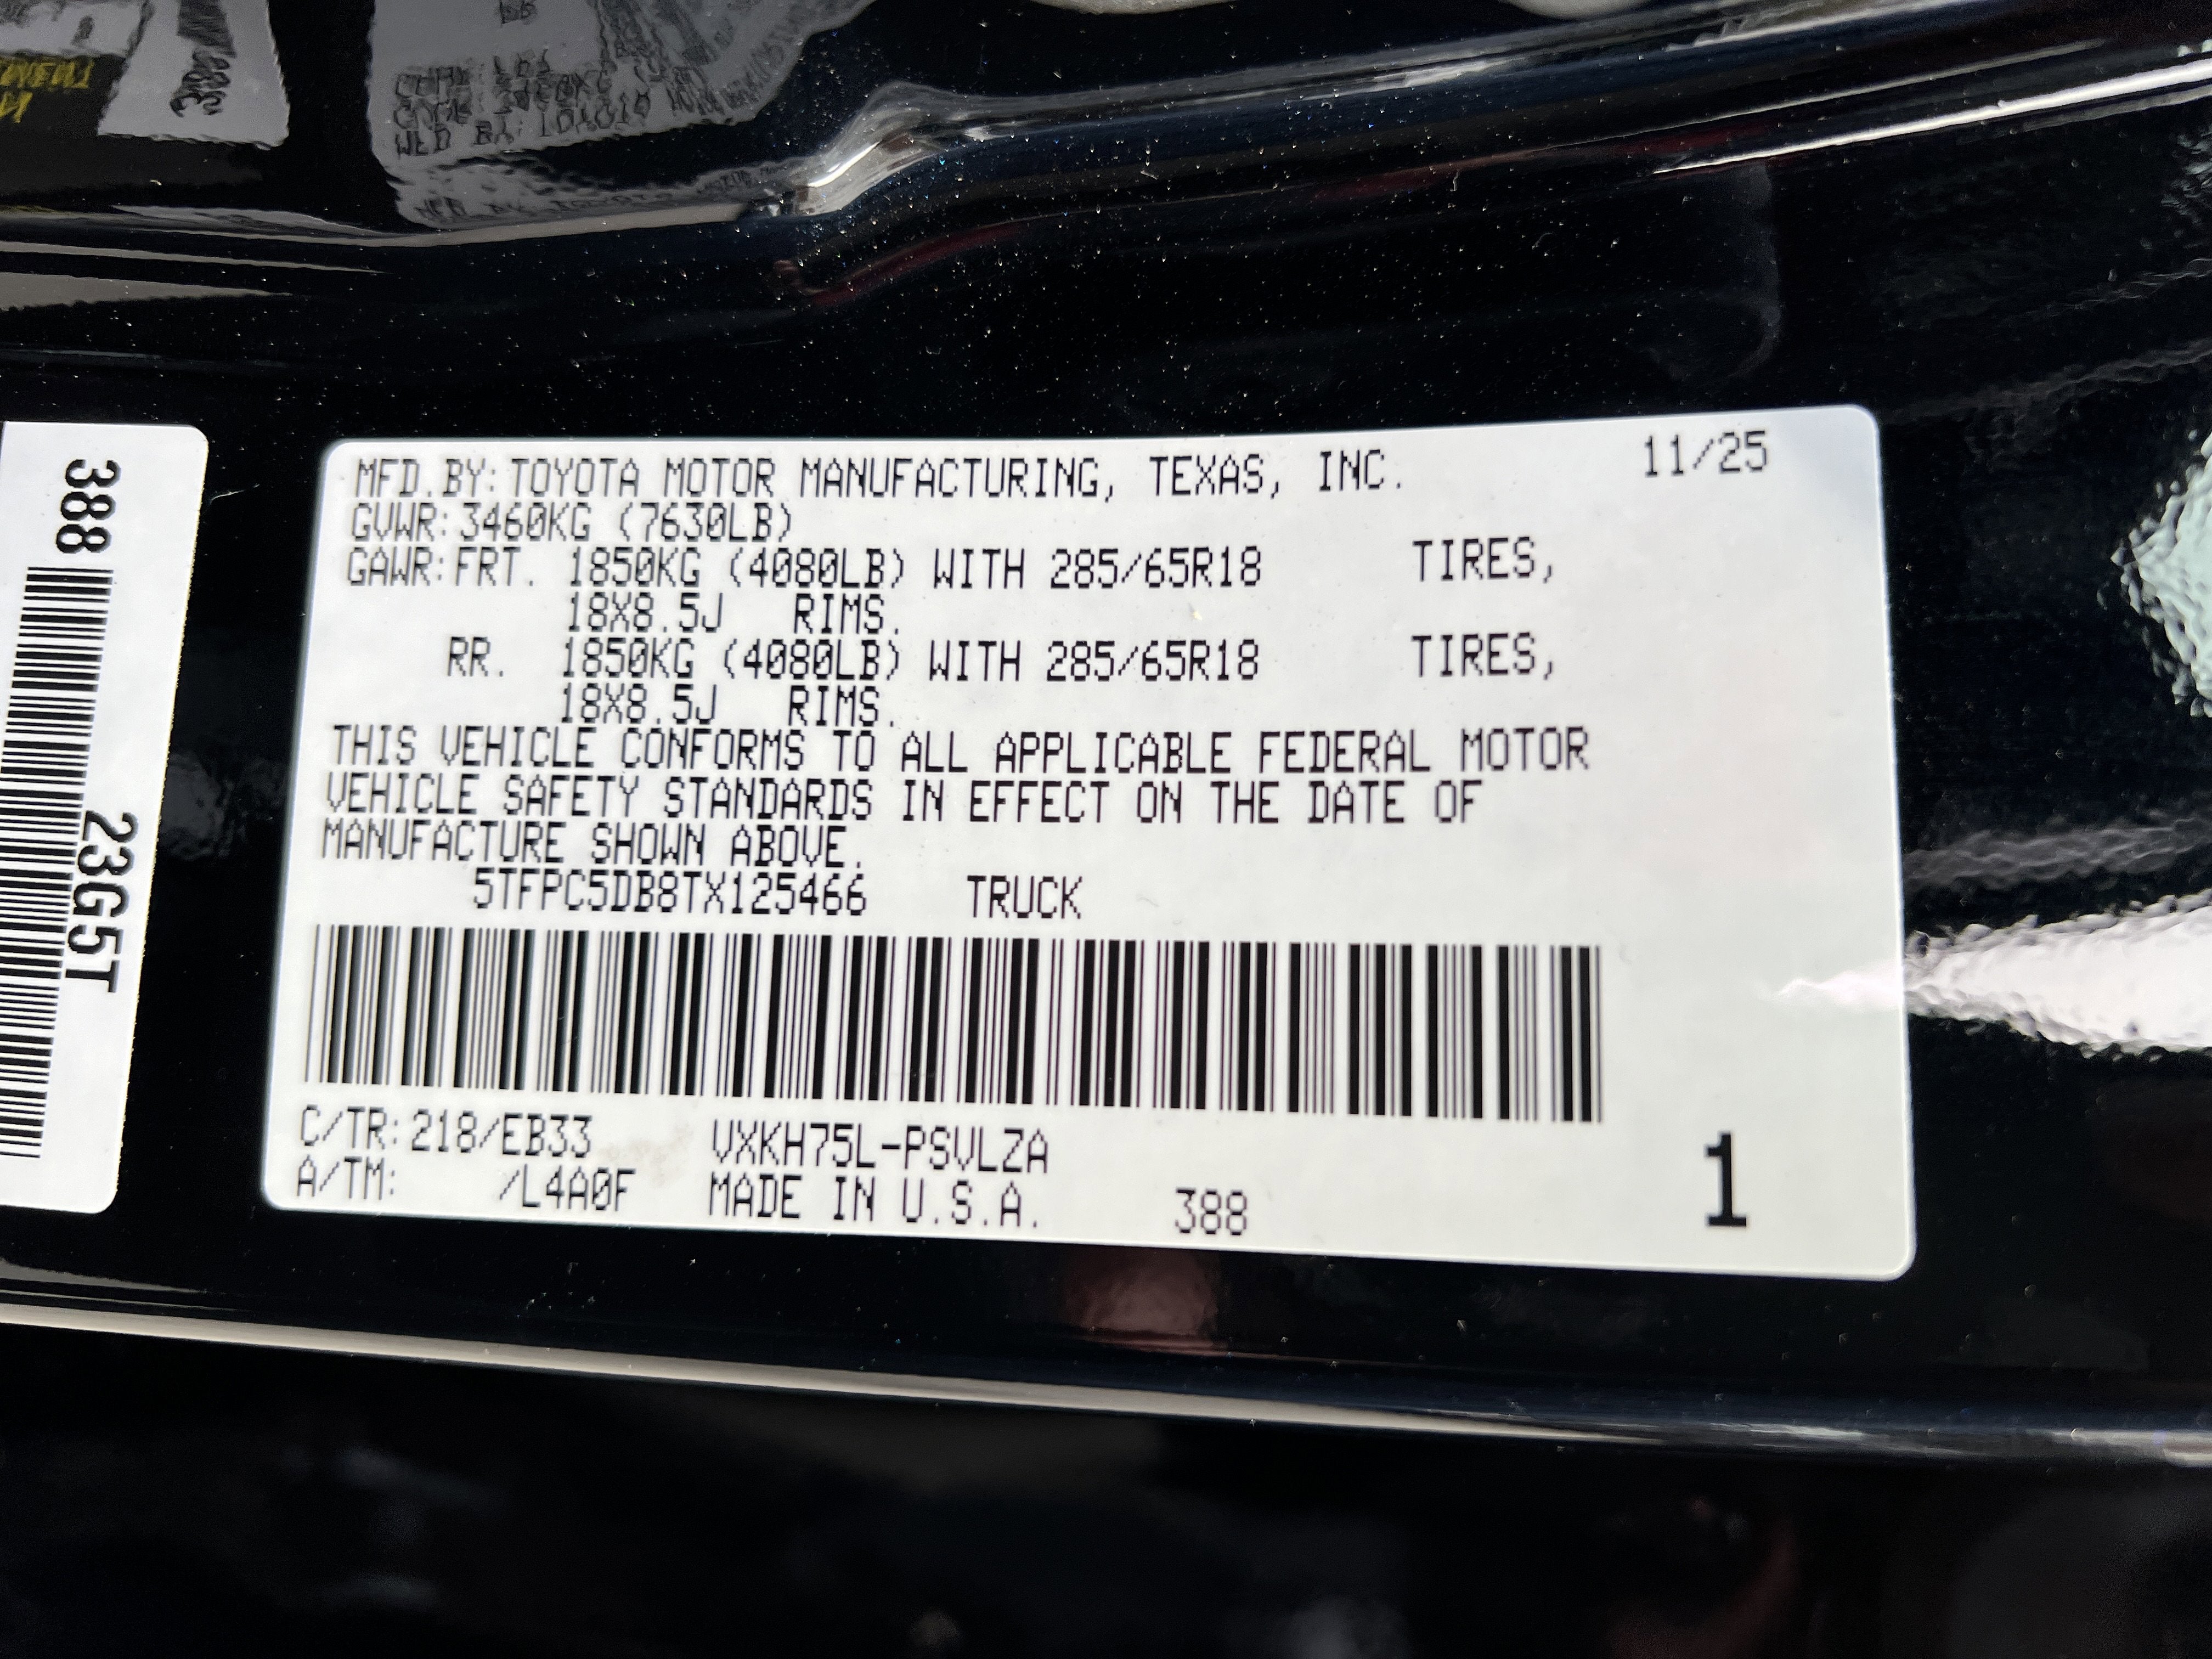 MFD.BY:TOYOTA MOTOR MANUFACTURING, TEXAS, INC. 11/25
GVWR:3460KG (7630LB)
GAWR:FRT. 1850KG (4080LB) WITH 285/65R18 TIRES,
18X8.5J RIMS.
RR. 1850KG (4080LB) WITH 285/65R18 TIRES,
18X8.5J RIMS.
THIS VEHICLE CONFORMS TO ALL APPLICABLE FEDERAL MOTOR
VEHICLE SAFETY STANDARDS IN EFFECT ON THE DATE OF
MANUFACTURE SHOWN ABOVE.
5TFPC5DB8TX125466 TRUCK
C/TR:218/EB33 VXKH75L-PSVLZA
A/TM: /L4A0F MADE IN U.S.A. 388
1
388
23G5T